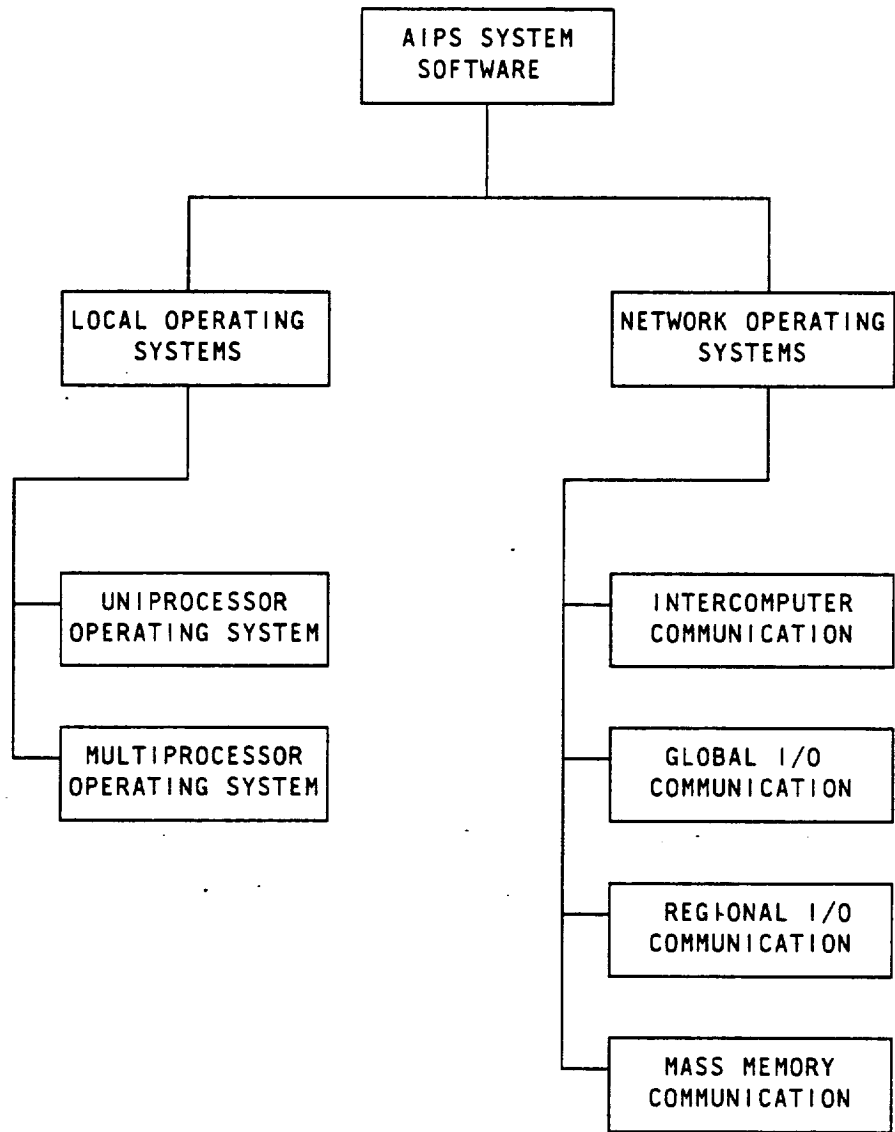 AIPS SYSTEM
SOFTWARE
LOCAL OPERATING
SYSTEMS
NETWORK OPERATING
SYSTEMS
UNIPROCESSOR
OPERATING SYSTEM
MULTIPROCESSOR
OPERATING SYSTEM
INTERCOMPUTER
COMMUNICATION
GLOBAL I/O
COMMUNICATION
REGIONAL I/O
COMMUNICATION
MASS MEMORY
COMMUNICATION